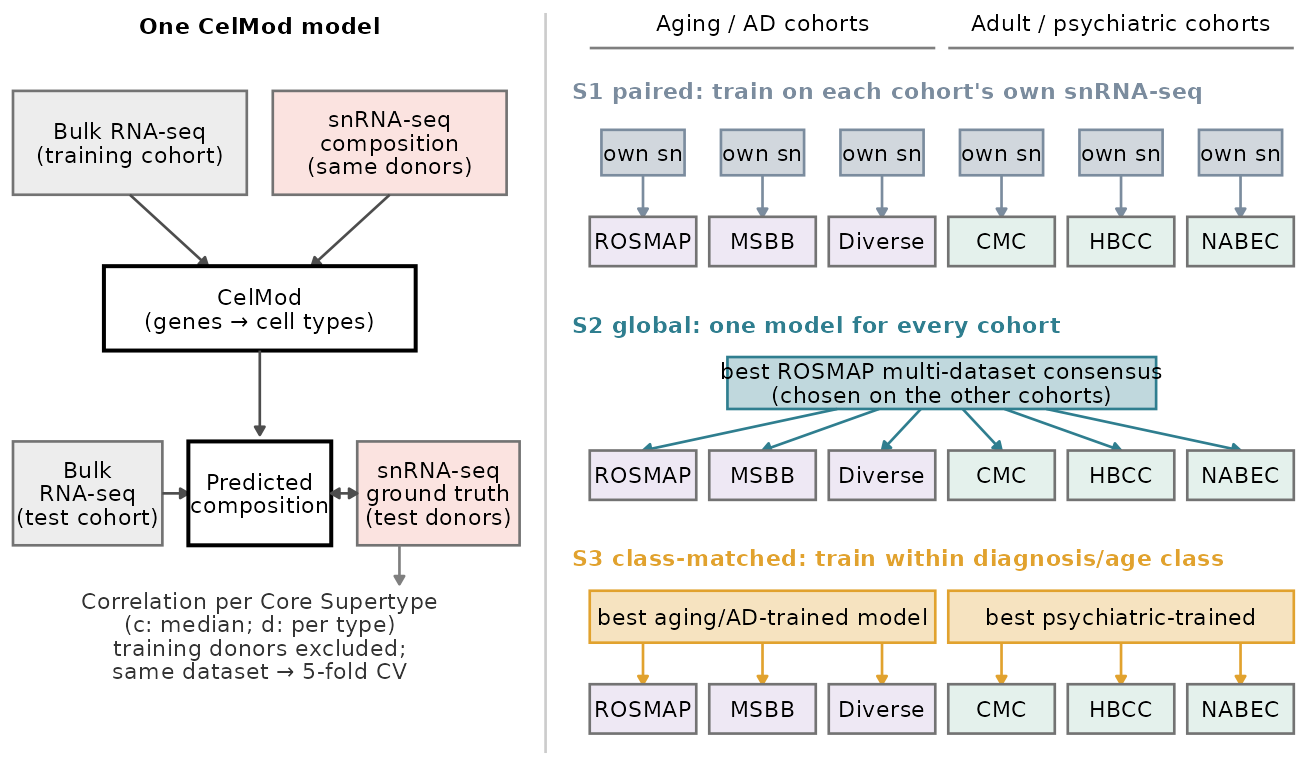 One CelMod model
Bulk RNA-seq
(training cohort)
snRNA-seq
composition
(same donors)
CelMod
(genes → cell types)
Bulk
RNA-seq
(test cohort)
Predicted
composition
snRNA-seq
ground truth
(test donors)
Correlation per Core Supertype
(c: median; d: per type)
training donors excluded;
same dataset → 5-fold CV
Aging / AD cohorts
Adult / psychiatric cohorts
S1 paired: train on each cohort's own snRNA-seq
own sn own sn own sn own sn own sn own sn
ROSMAP MSBB Diverse CMC HBCC NABEC
S2 global: one model for every cohort
best ROSMAP multi-dataset consensus
(chosen on the other cohorts)
ROSMAP MSBB Diverse CMC HBCC NABEC
S3 class-matched: train within diagnosis/age class
best aging/AD-trained model
best psychiatric-trained
ROSMAP MSBB Diverse CMC HBCC NABEC